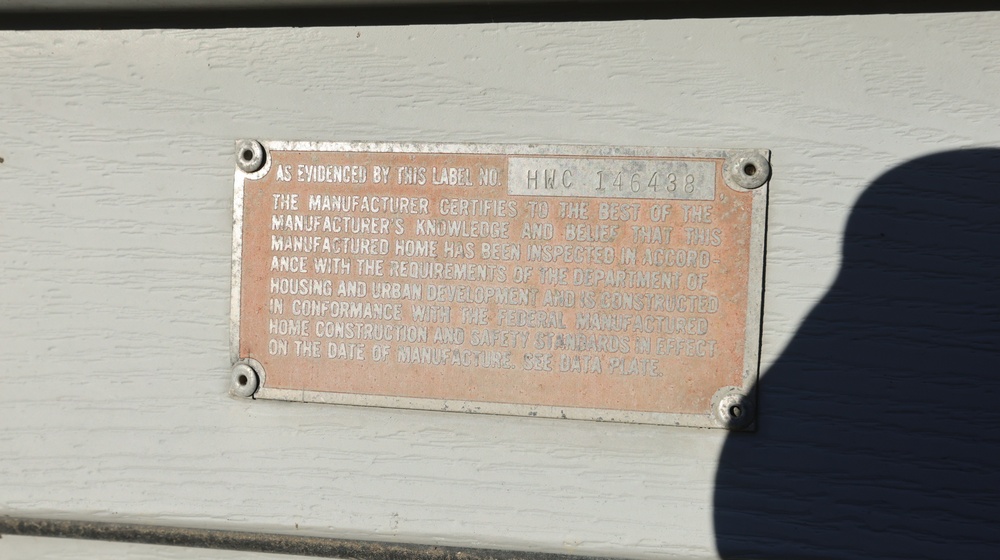 AS EVIDENCED BY THIS LABEL NO. HWC 146438
THE MANUFACTURER CERTIFIES TO THE BEST OF THE
MANUFACTURER'S KNOWLEDGE AND BELIEF THAT THIS
MANUFACTURED HOME HAS BEEN INSPECTED IN ACCORD-
ANCE WITH THE REQUIREMENTS OF THE DEPARTMENT OF
HOUSING AND URBAN DEVELOPMENT AND IS CONSTRUCTED
IN CONFORMANCE WITH THE FEDERAL MANUFACTURED
HOME CONSTRUCTION AND SAFETY STANDARDS IN EFFECT
ON THE DATE OF MANUFACTURE. SEE DATA PLATE.